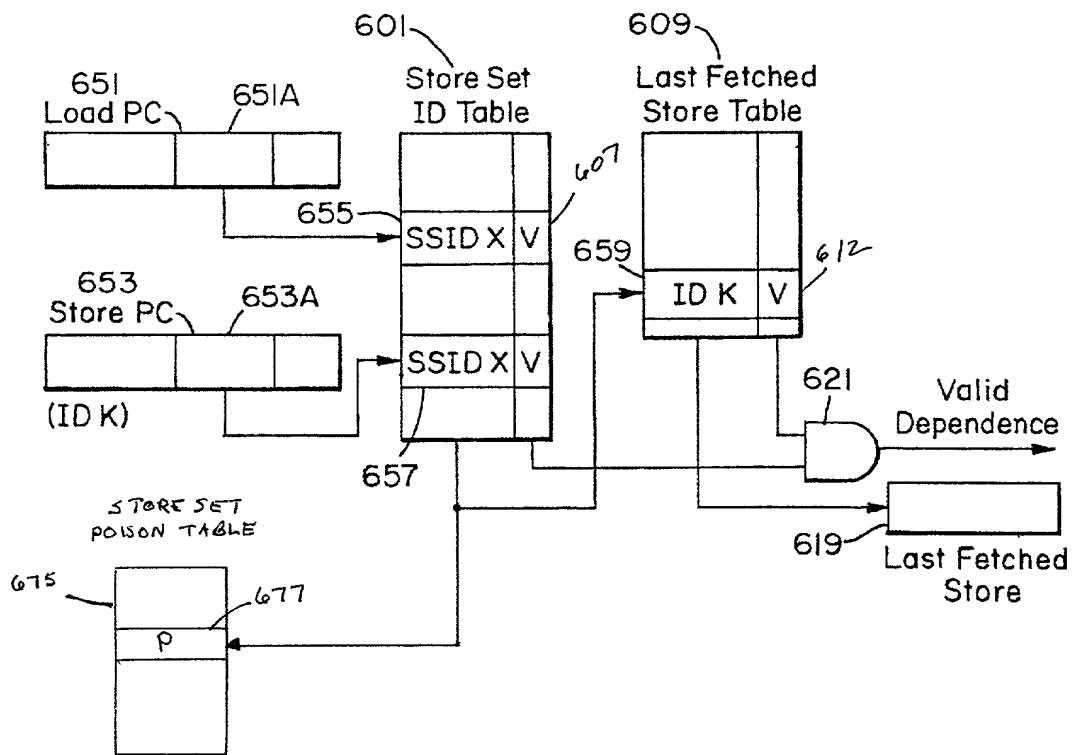 601
609
651
Load PC
651A
Store Set
ID Table
Last Fetched
Store Table
607
655
SSID X V
659
612
ID K V
653
Store PC
653A
SSID X V
(ID K)
657
621
Valid
Dependence
619
Last Fetched
Store
STORE SET
POISON TABLE
675
677
P